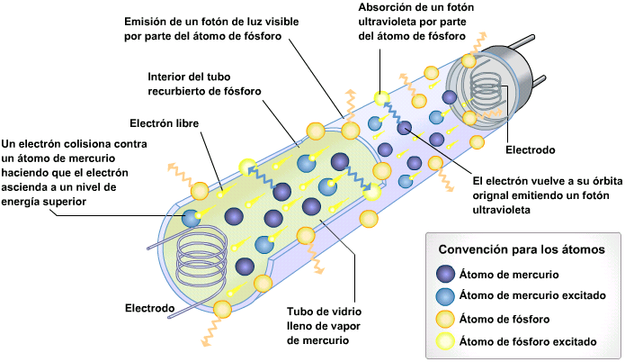 Emisión de un fotón de luz visible
por parte del átomo de fósforo
Absorción de un fotón
ultravioleta por parte
del átomo de fósforo
Interior del tubo
recurbierto de fósforo
Electrón libre
Un electrón colisiona contra
un átomo de mercurio
haciendo que el electrón
ascienda a un nivel de
energía superior
Electrodo
El electrón vuelve a su órbita
orignal emitiendo un fotón
ultravioleta
Electrodo
Tubo de vidrio
lleno de vapor
de mercurio
Convención para los átomos
Átomo de mercurio
Átomo de mercurio excitado
Átomo de fósforo
Átomo de fósforo excitado